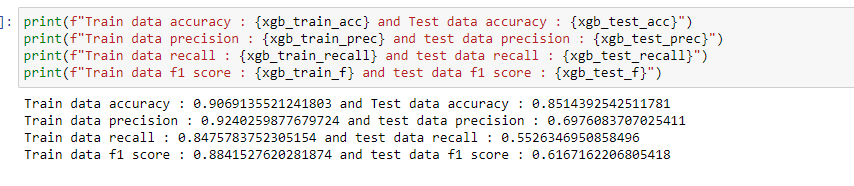 ]: print(f"Train data accuracy : {xgb_train_acc} and Test data accuracy : {xgb_test_acc}")
print(f"Train data precision : {xgb_train_prec} and test data precision : {xgb_test_prec}")
print(f"Train data recall : {xgb_train_recall} and test data recall : {xgb_test_recall}")
print(f"Train data f1 score : {xgb_train_f} and test data f1 score : {xgb_test_f}")
Train data accuracy : 0.9069135521241803 and Test data accuracy : 0.8514392542511781
Train data precision : 0.9240259877679724 and test data precision : 0.6976083707025411
Train data recall : 0.8475783752305154 and test data recall : 0.5526346950858496
Train data f1 score : 0.8841527620281874 and test data f1 score : 0.6167162206805418